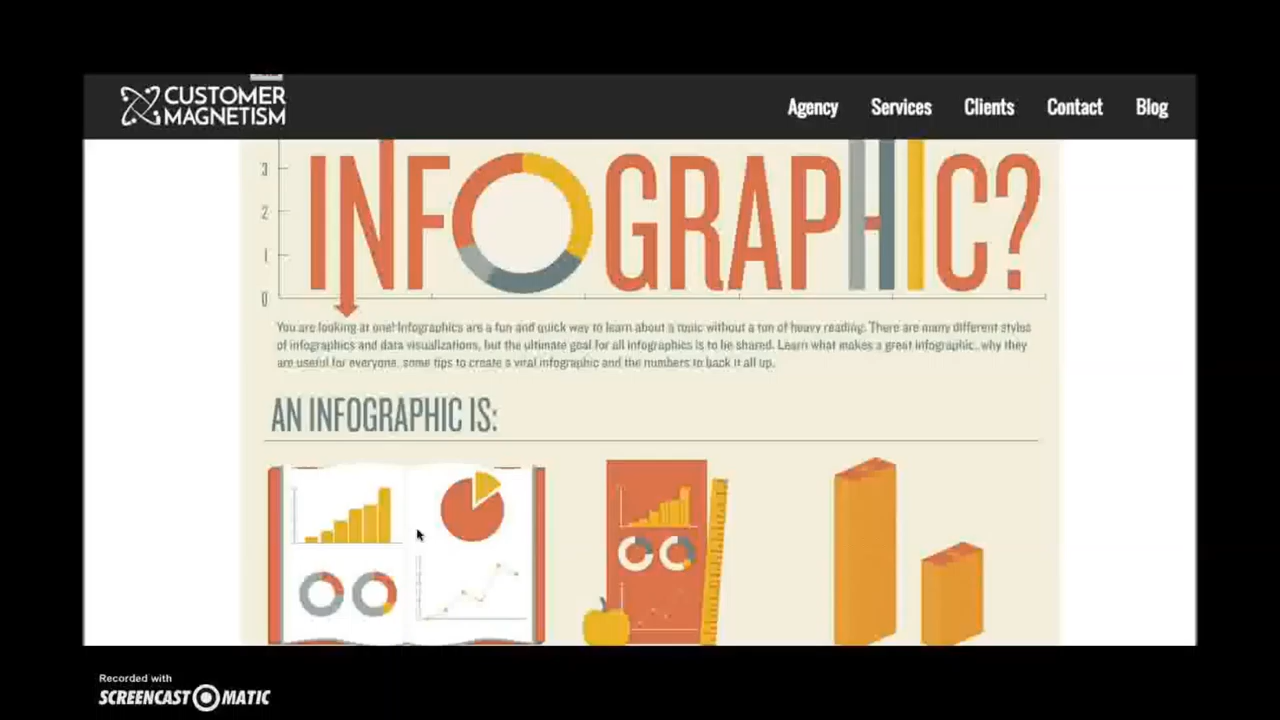 CUSTOMER
MAGNETISM
Agency Services Clients Contact Blog
3
2
1
0
INFOGRAPHIC?
You are looking at one! Infographics are a fun and quick way to learn about a topic without a ton of heavy reading. There are many different styles
of infographics and data visualizations, but the ultimate goal for all infographics is to be shared. Learn what makes a great infographic, why they
are useful for everyone, some tips to create a viral infographic and the numbers to back it all up.
AN INFOGRAPHIC IS:
Recorded with
SCREENCAST O MATIC